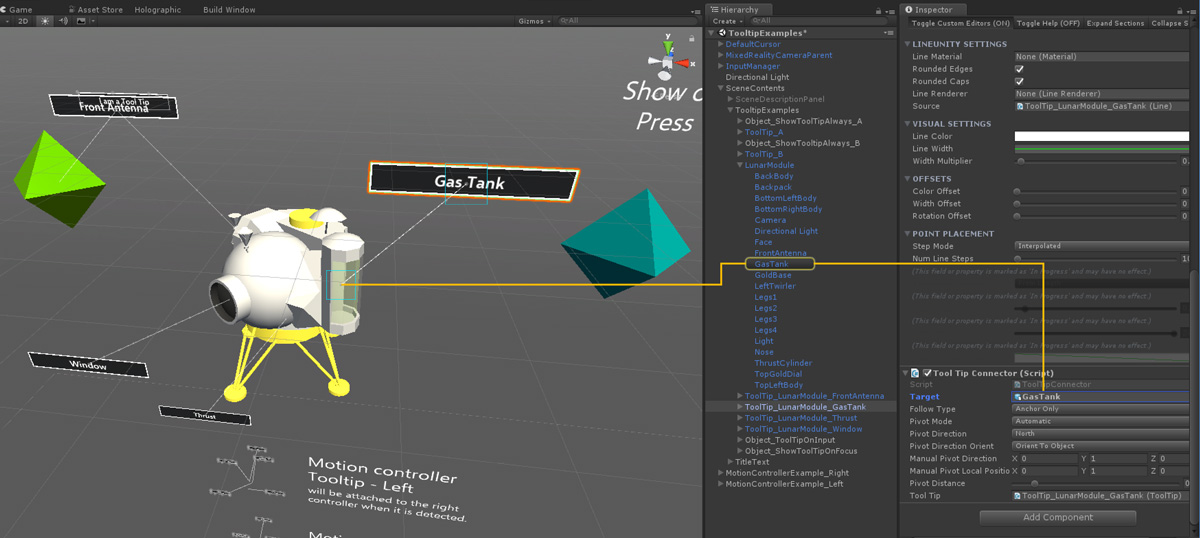 Game
Asset Store
Holographic
Build Window
2D
Gizmos
All
Front Antenna
I am a Tool Tip
Gas Tank
Window
Thrust
Show o
Press
y
x
Motion controller
Tooltip - Left
will be attached to the right
controller when it is detected.
Hierarchy
Create
All
TooltipExamples*
DefaultCursor
MixedRealityCameraParent
InputManager
Directional Light
SceneContents
SceneDescriptionPanel
TooltipExamples
Object_ShowToolTipAlways_A
ToolTip_A
Object_ShowTooltipAlways_B
ToolTip_B
LunarModule
BackBody
Backpack
BottomLeftBody
BottomRightBody
Camera
Directional Light
Face
FrontAntenna
GasTank
GoldBase
LeftTwirler
Legs1
Legs2
Legs3
Legs4
Light
Nose
ThrustCylinder
TopGoldDial
TopLeftBody
ToolTip_LunarModule_FrontAntenna
ToolTip_LunarModule_GasTank
ToolTip_LunarModule_Thrust
ToolTip_LunarModule_Window
Object_ToolTipOnInput
Object_ShowToolTipOnFocus
TitleText
MotionControllerExample_Right
MotionControllerExample_Left
Inspector
Toggle Custom Editors (ON) Toggle Help (OFF) Expand Sections Collapse S
LINEUNITY SETTINGS
Line Material None (Material)
Rounded Edges
Rounded Caps
Line Renderer None (Line Renderer)
Source ToolTip_LunarModule_GasTank (Line)
VISUAL SETTINGS
Line Color
Line Width
Width Multiplier 0.
OFFSETS
Color Offset 0
Width Offset 0
Rotation Offset 0
POINT PLACEMENT
Step Mode Interpolated
Num Line Steps 10
(This field or property is marked as 'In Progress' and may have no effect.)
(This field or property is marked as 'In Progress' and may have no effect.)
(This field or property is marked as 'In Progress' and may have no effect.)
(This field or property is marked as 'In Progress' and may have no effect.)
Tool Tip Connector (Script)
Script ToolTipConnector
Target GasTank
Follow Type Anchor Only
Pivot Mode Automatic
Pivot Direction North
Pivot Direction Orient Orient To Object
Manual Pivot Direction X 0 Y 1 Z 0
Manual Pivot Local Positio X 0 Y 1 Z 0
Pivot Distance 0
Tool Tip ToolTip_LunarModule_GasTank (ToolTip)
Add Component